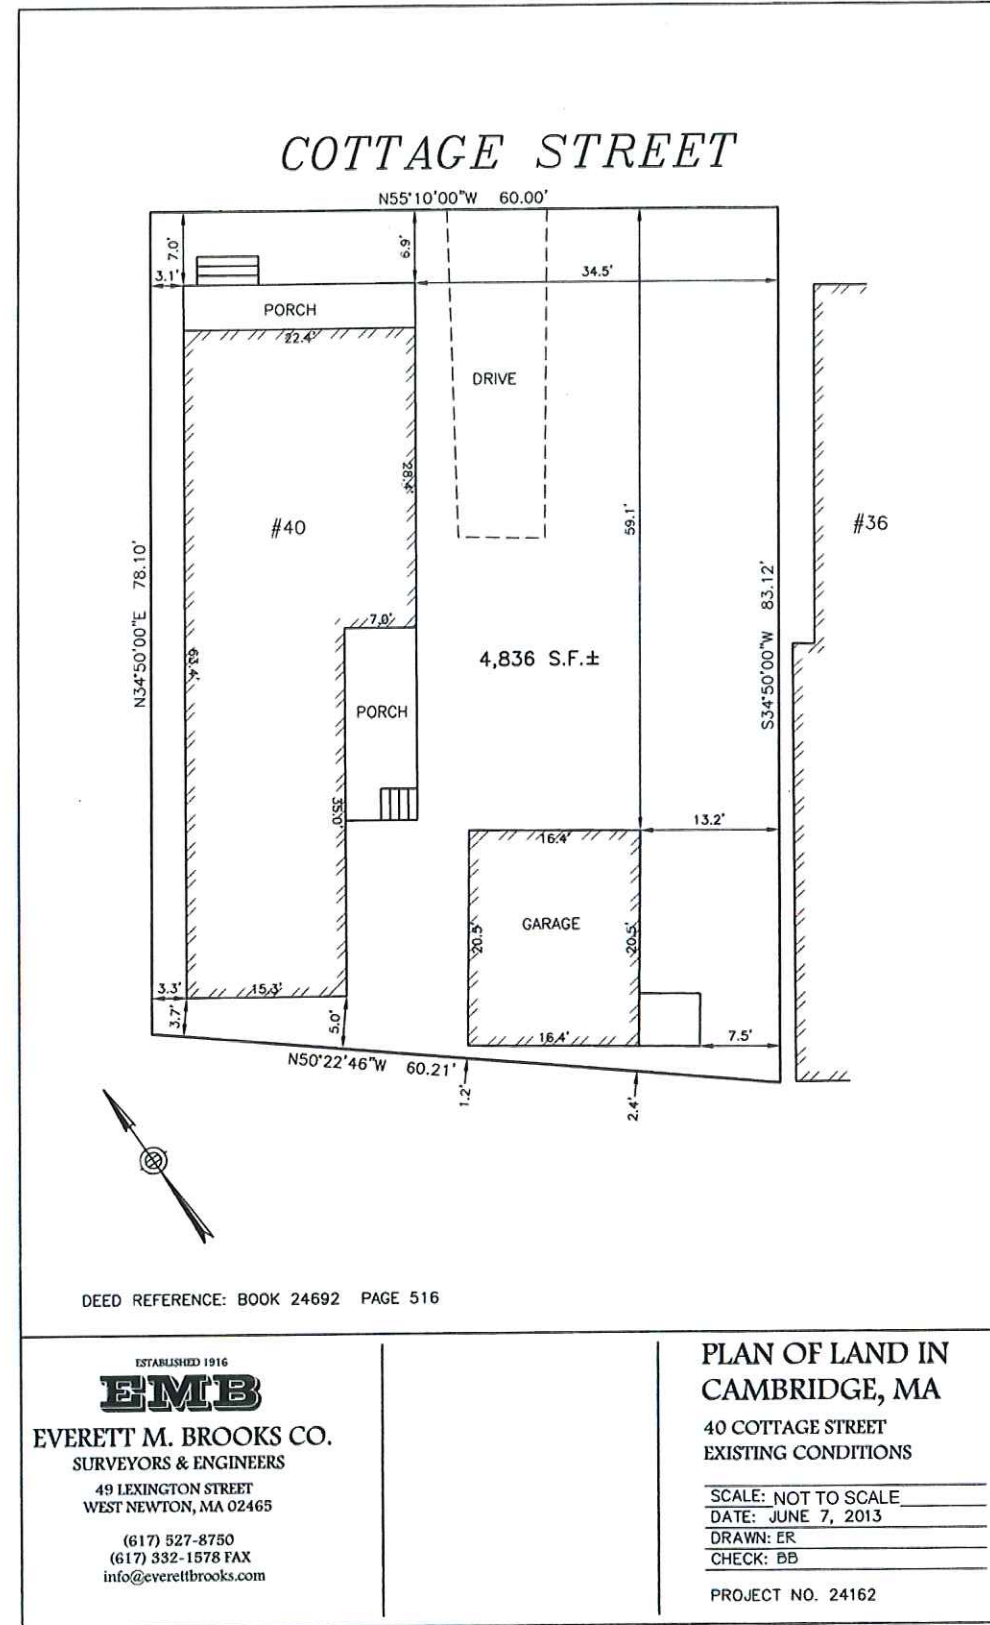 COTTAGE STREET
N55°10'00"W 60.00'
7.0'
6.9'
3.1'
34.5'
PORCH
22.4'
DRIVE
28.4'
#40
59.1'
#36
N34°50'00"E 78.10'
S34°50'00"W 83.12'
7.0'
63.4'
4,836 S.F.±
PORCH
35.0'
13.2'
16.4'
GARAGE
20.5'
20.5'
3.3'
15.3'
3.7'
5.0'
16.4'
7.5'
N50°22'46"W 60.21'
1.2'
2.4'
DEED REFERENCE: BOOK 24692 PAGE 516
ESTABLISHED 1916
EMB
EVERETT M. BROOKS CO.
SURVEYORS & ENGINEERS
49 LEXINGTON STREET
WEST NEWTON, MA 02465
(617) 527-8750
(617) 332-1578 FAX
info@everettbrooks.com
PLAN OF LAND IN
CAMBRIDGE, MA
40 COTTAGE STREET
EXISTING CONDITIONS
SCALE: NOT TO SCALE
DATE: JUNE 7, 2013
DRAWN: ER
CHECK: BB
PROJECT NO. 24162